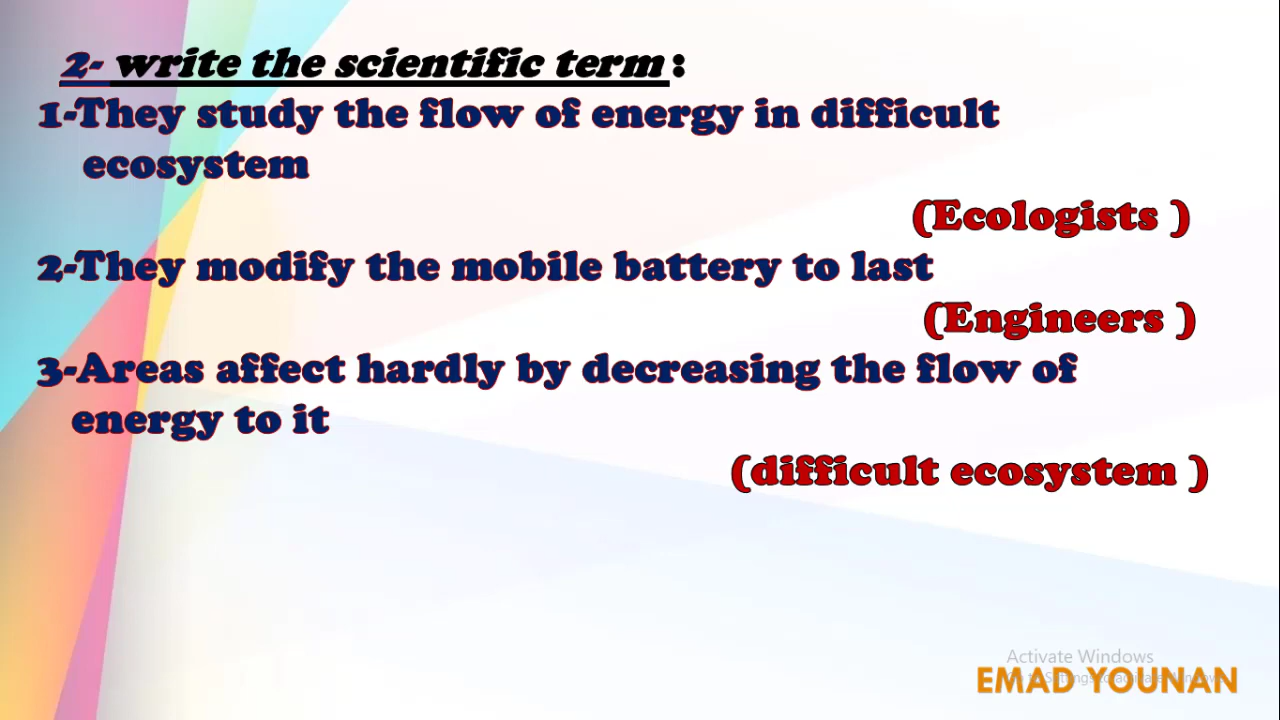 2- write the scientific term :
1-They study the flow of energy in difficult
ecosystem
(Ecologists )
2-They modify the mobile battery to last
(Engineers )
3-Areas affect hardly by decreasing the flow of
energy to it
(difficult ecosystem )
Activate Windows
EMAD YOUNAN